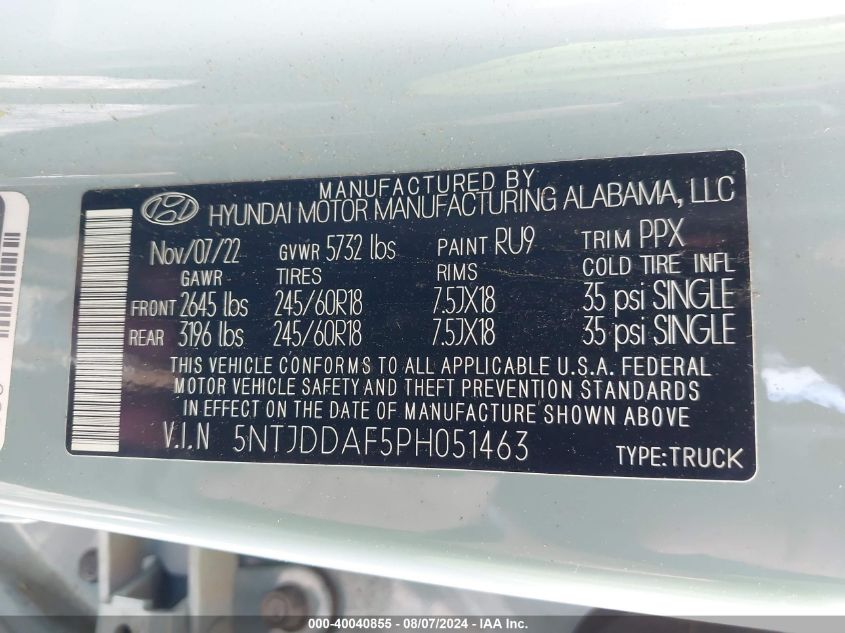 MANUFACTURED BY
HYUNDAI MOTOR MANUFACTURING ALABAMA, LLC
Nov/07/22 GVWR 5732 lbs PAINT RU9 TRIM PPX
GAWR TIRES RIMS COLD TIRE INFL
FRONT 2645 lbs 245/60R18 7.5JX18 35 psi SINGLE
REAR 3196 lbs 245/60R18 7.5JX18 35 psi SINGLE
THIS VEHICLE CONFORMS TO ALL APPLICABLE U.S.A. FEDERAL
MOTOR VEHICLE SAFETY AND THEFT PREVENTION STANDARDS
IN EFFECT ON THE DATE OF MANUFACTURE SHOWN ABOVE
V.I.N 5NTJDDAF5PH051463 TYPE:TRUCK
000-40040855 - 08/07/2024 - IAA Inc.